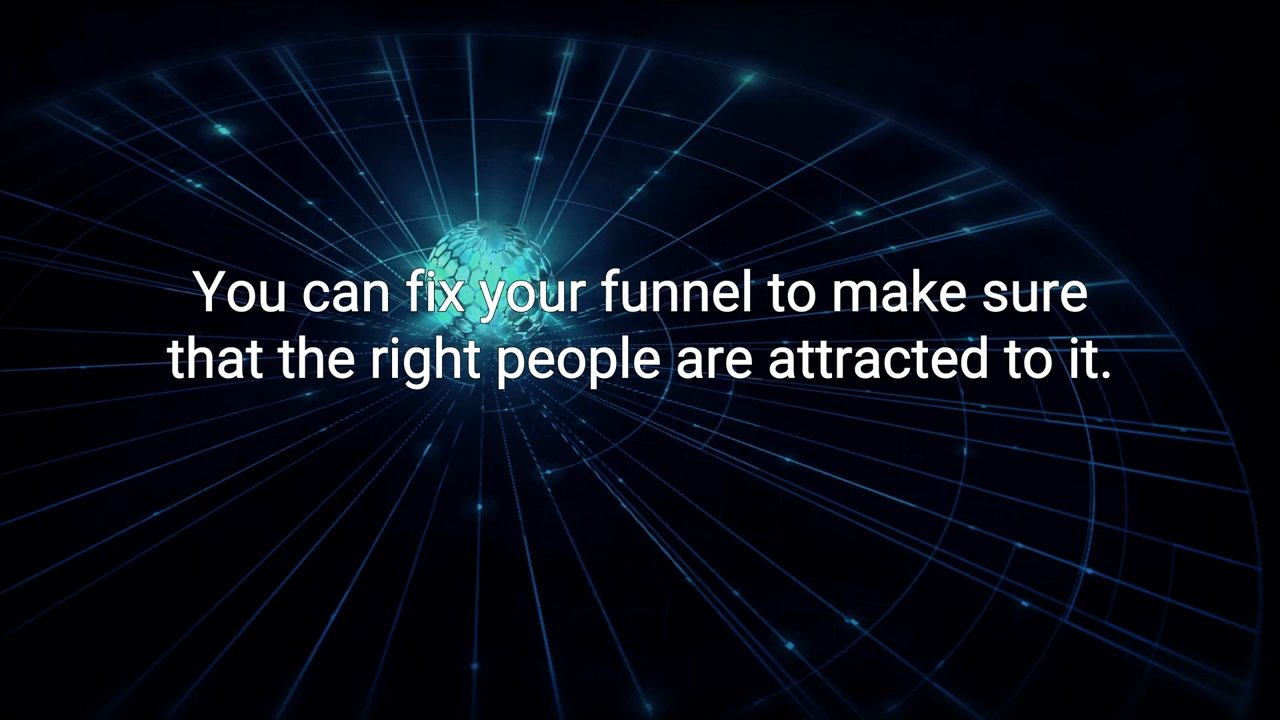 You can fix your funnel to make sure
that the right people are attracted to it.